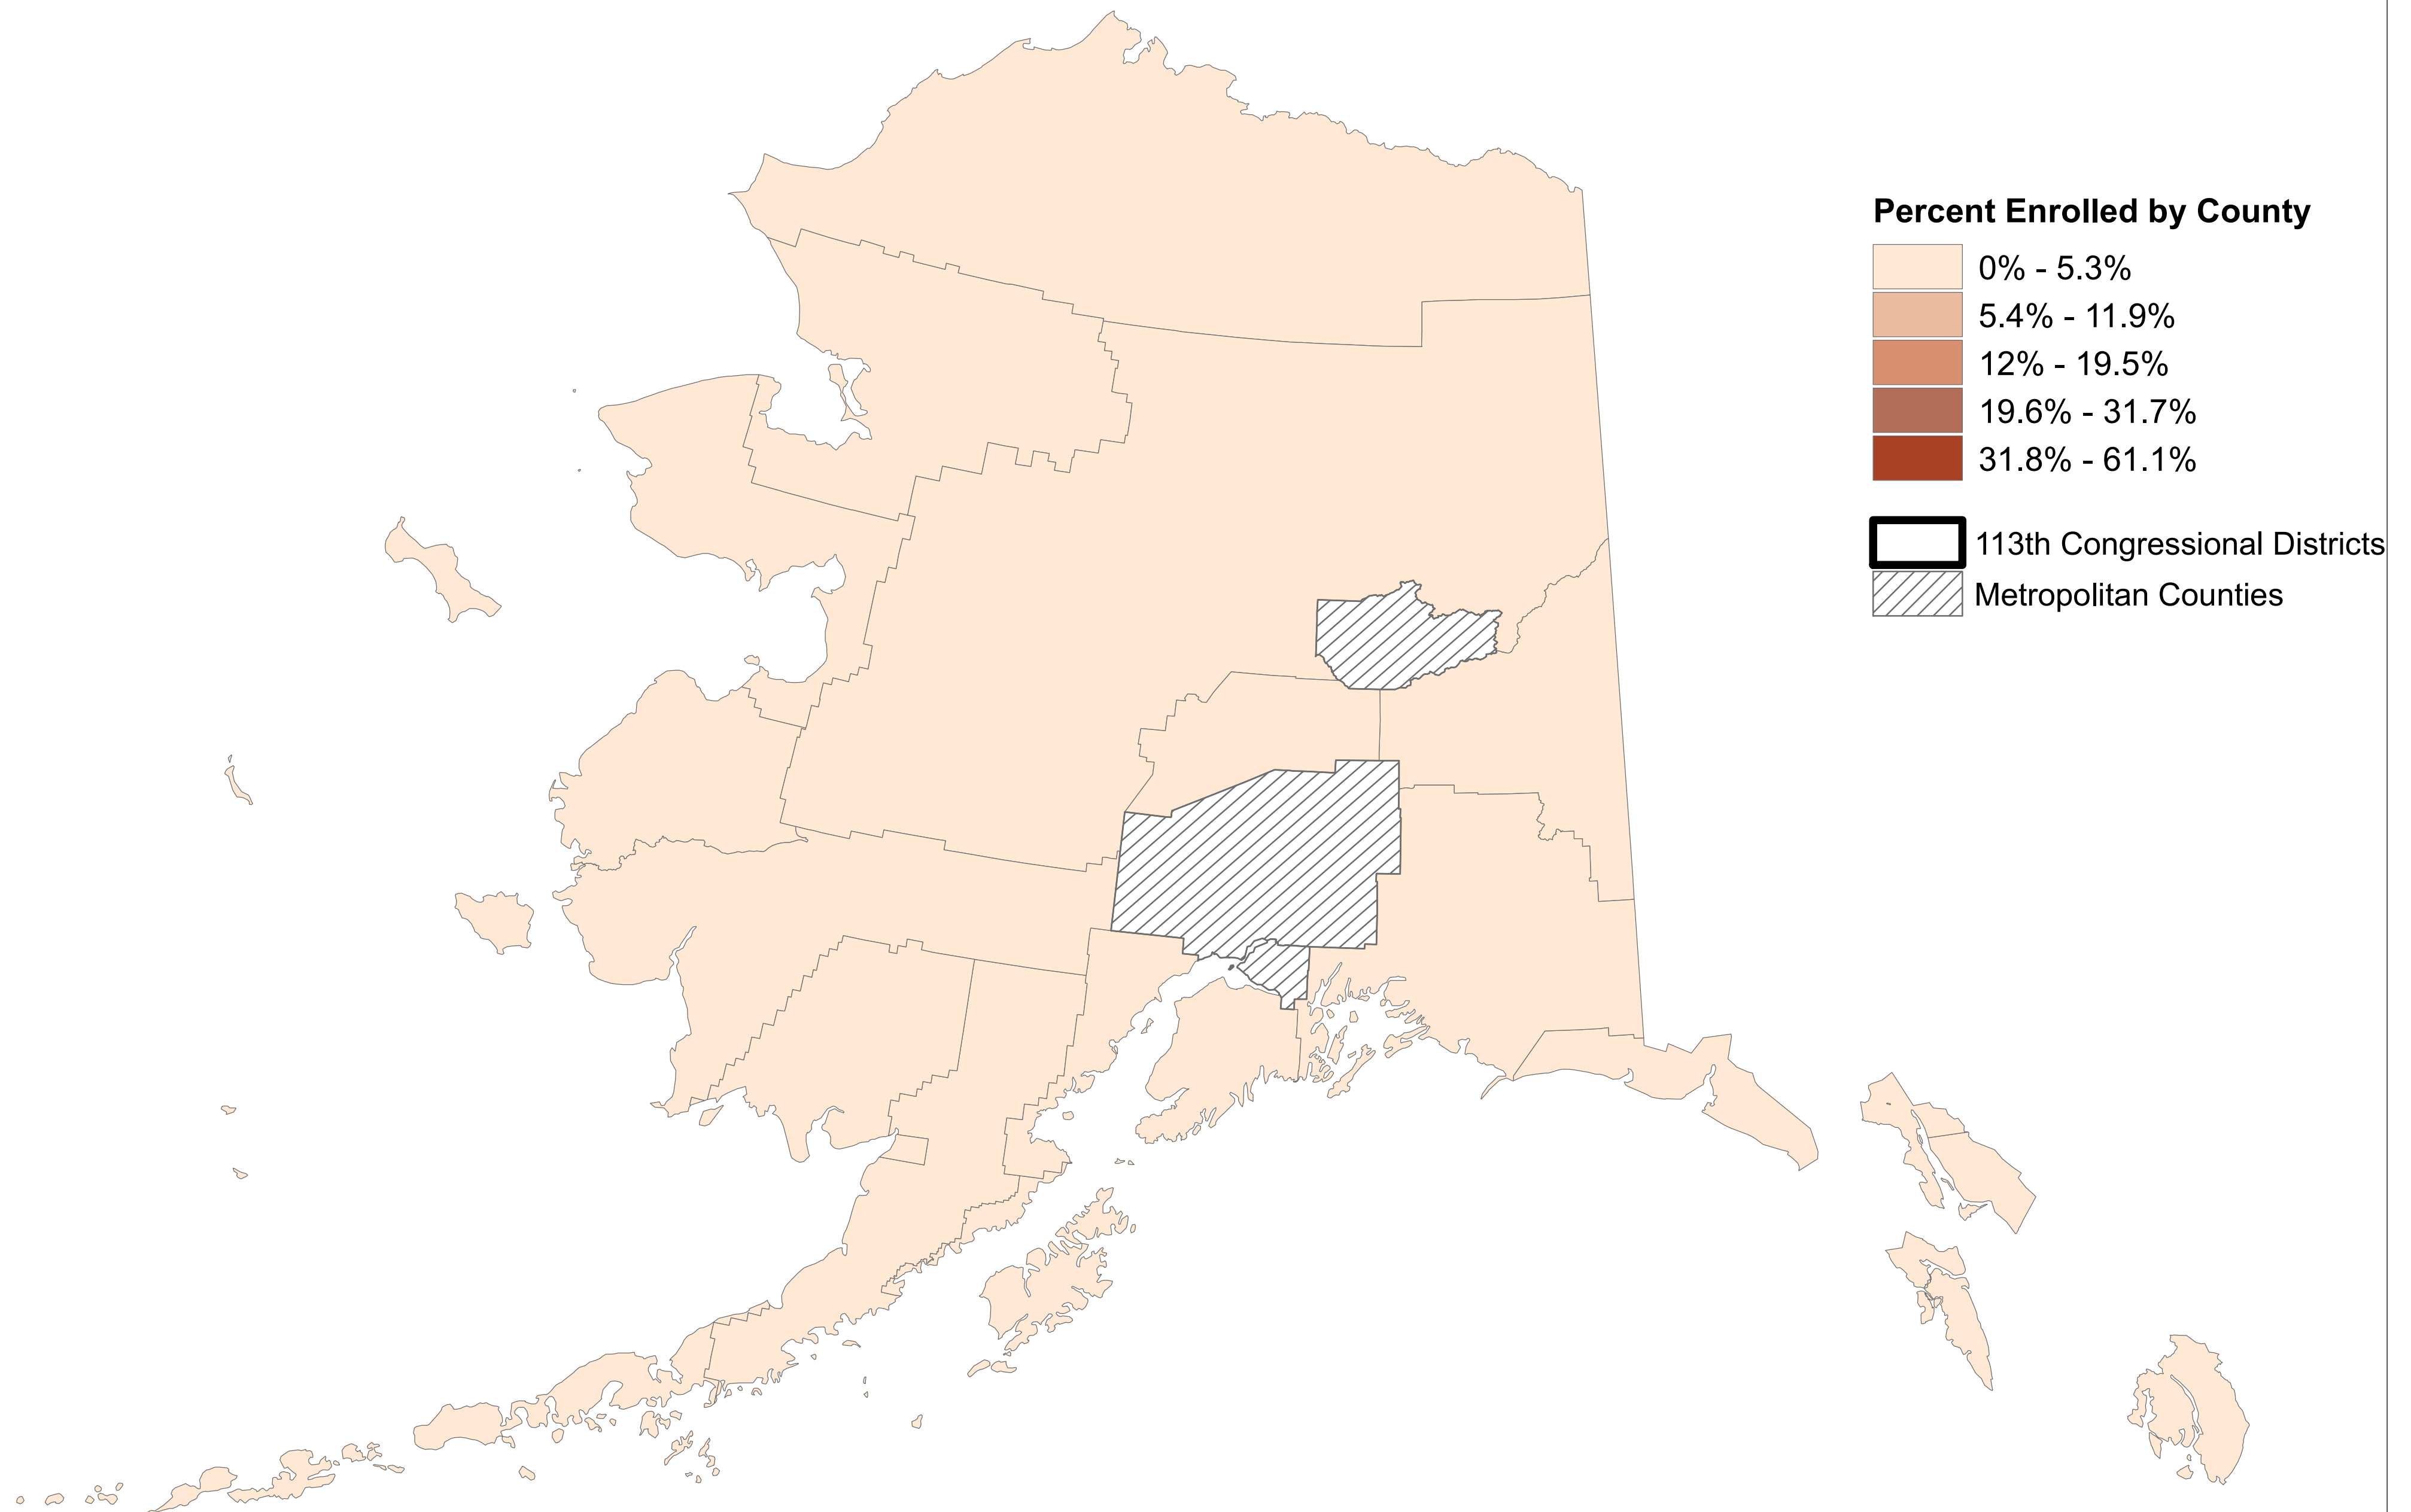 Percent Enrolled by County
0% - 5.3%
5.4% - 11.9%
12% - 19.5%
19.6% - 31.7%
31.8% - 61.1%
113th Congressional Districts
Metropolitan Counties